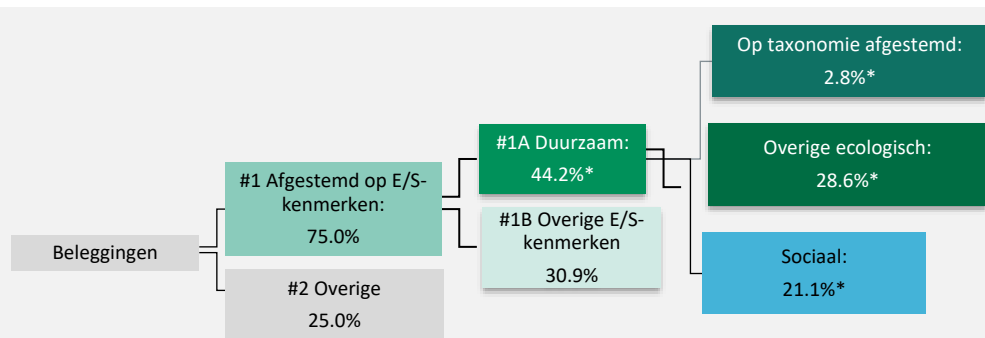 Op taxonomie afgestemd:
2.8%*
#1A Duurzaam:
44.2%*
Overige ecologisch:
28.6%*
#1 Afgestemd op E/S-
kenmerken:
75.0%
#1B Overige E/S-
kenmerken
30.9%
Beleggingen
Sociaal:
21.1%*
#2 Overige
25.0%